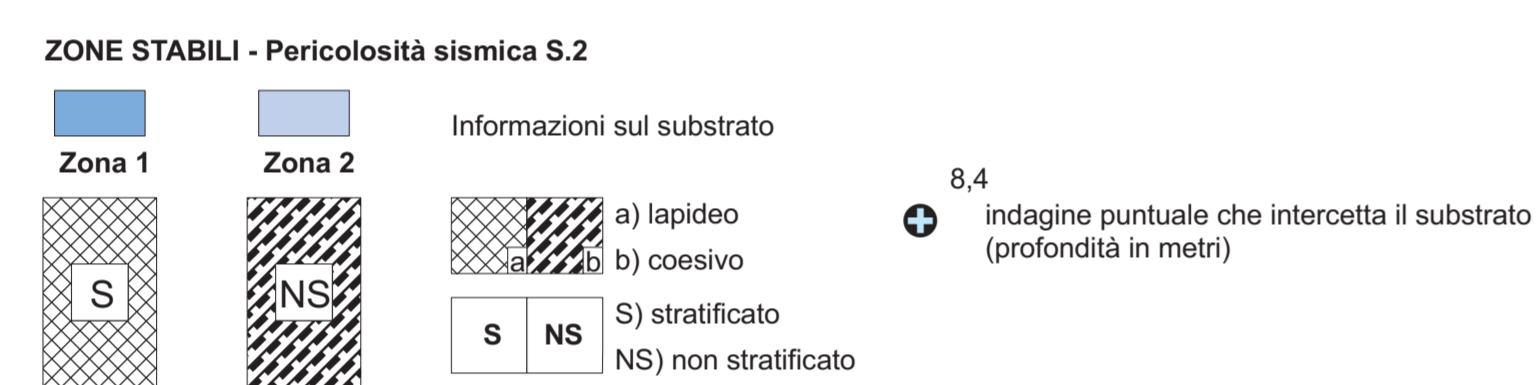 ZONE STABILI - Pericolosità sismica S.2
Zona 1
Zona 2
S
NS
Informazioni sul substrato
a
b
a) lapideo
b) coesivo
S
NS
S) stratificato
NS) non stratificato
8,4
indagine puntuale che intercetta il substrato
(profondità in metri)